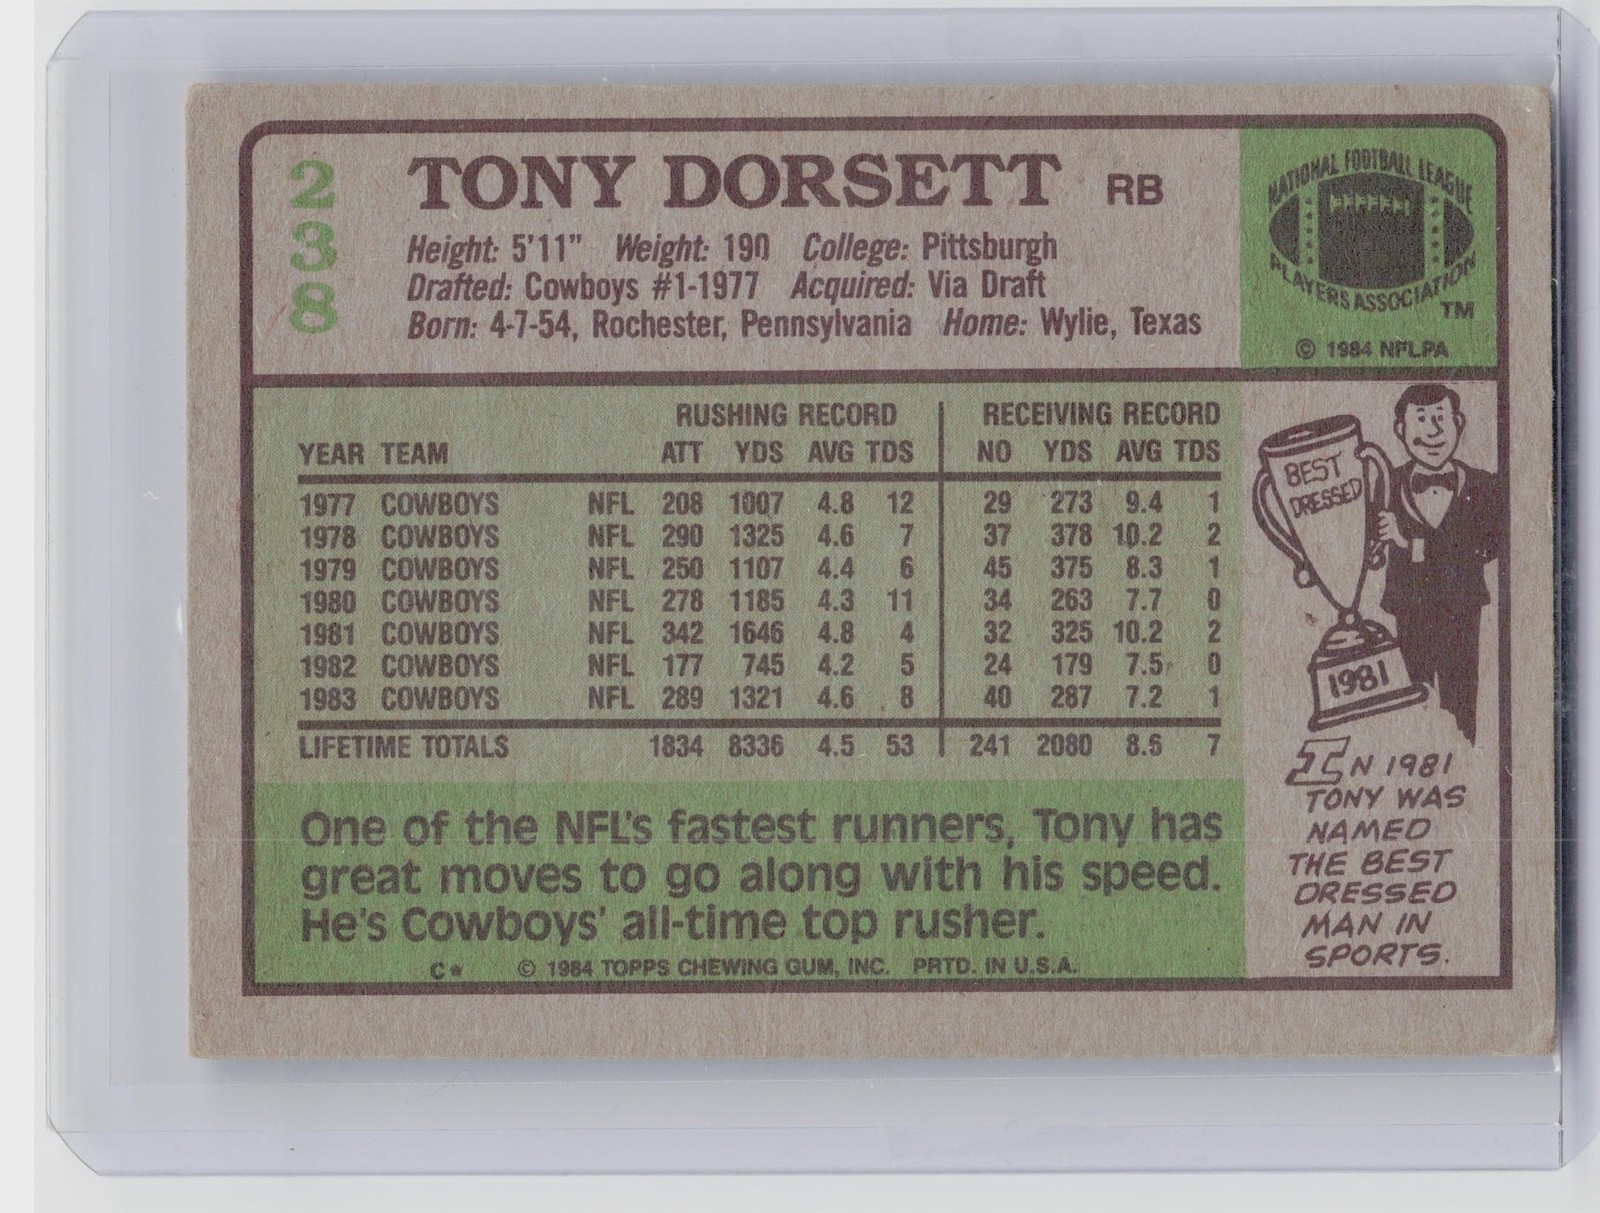 238
TONY DORSETT RB
Height: 5'11" Weight: 190 College: Pittsburgh
Drafted: Cowboys #1-1977 Acquired: Via Draft
Born: 4-7-54, Rochester, Pennsylvania Home: Wylie, Texas
NATIONAL FOOTBALL LEAGUE
PLAYERS ASSOCIATION
TM
© 1984 NFLPA
RUSHING RECORD RECEIVING RECORD
YEAR TEAM ATT YDS AVG TDS NO YDS AVG TDS
1977 COWBOYS NFL 208 1007 4.8 12 29 273 9.4 1
1978 COWBOYS NFL 290 1325 4.6 7 37 378 10.2 2
1979 COWBOYS NFL 250 1107 4.4 6 45 375 8.3 1
1980 COWBOYS NFL 278 1185 4.3 11 34 263 7.7 0
1981 COWBOYS NFL 342 1646 4.8 4 32 325 10.2 2
1982 COWBOYS NFL 177 745 4.2 5 24 179 7.5 0
1983 COWBOYS NFL 289 1321 4.6 8 40 287 7.2 1
LIFETIME TOTALS 1834 8336 4.5 53 241 2080 8.6 7
One of the NFL's fastest runners, Tony has
great moves to go along with his speed.
He's Cowboys' all-time top rusher.
C* © 1984 TOPPS CHEWING GUM, INC. PRTD. IN U.S.A.
BEST
DRESSED
1981
IN 1981
TONY WAS
NAMED
THE BEST
DRESSED
MAN IN
SPORTS.